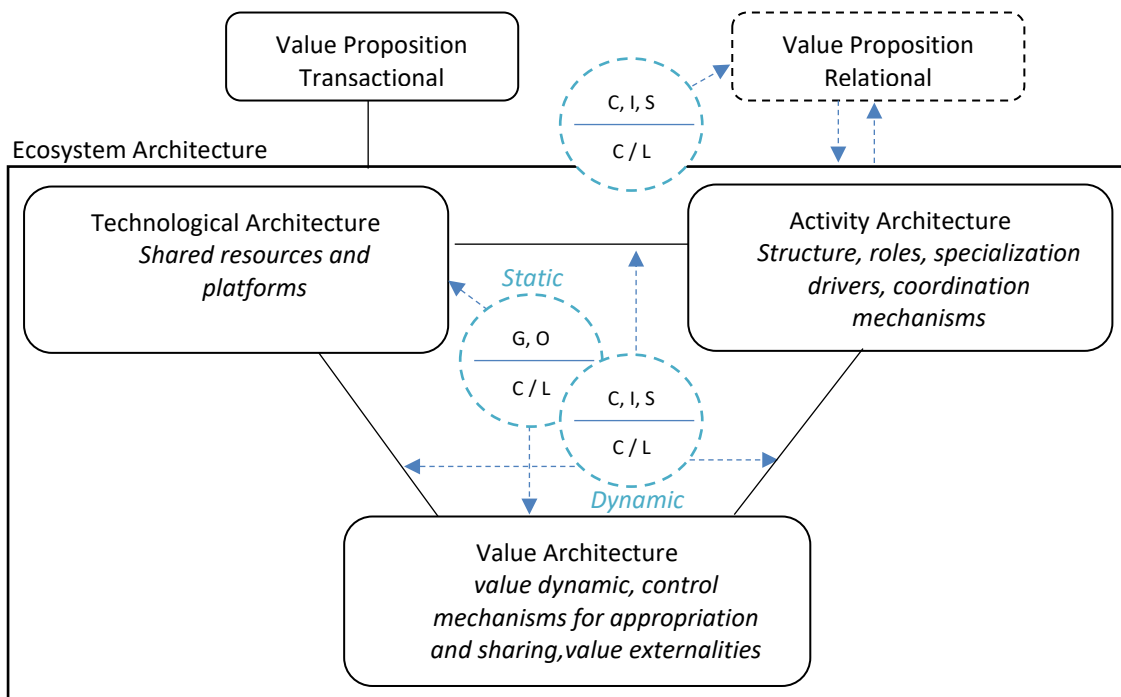 Value Proposition
Transactional
Value Proposition
Relational
C, I, S
C / L
Ecosystem Architecture
Technological Architecture
Shared resources and
platforms
Activity Architecture
Structure, roles, specialization
drivers, coordination
mechanisms
Static
G, O
C / L
C, I, S
C / L
Dynamic
Value Architecture
value dynamic, control
mechanisms for appropriation
and sharing,value externalities